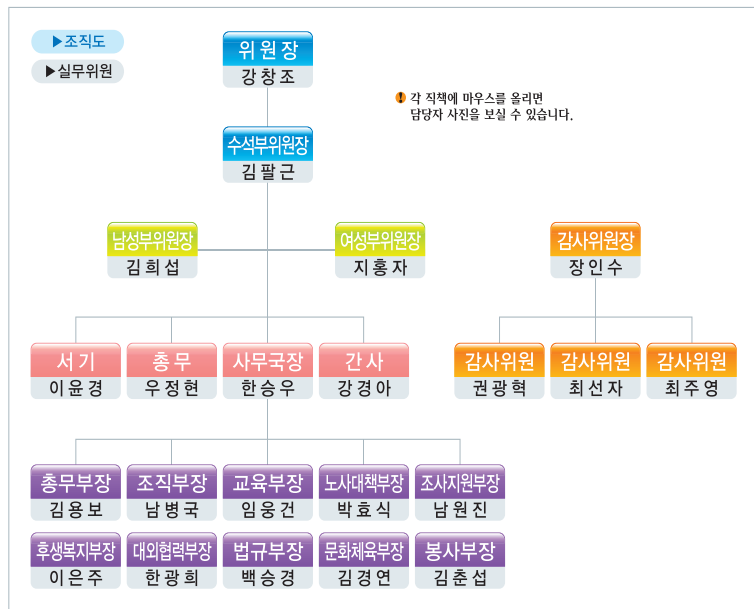 ▶조직도
▶실무위원
위원장
강창조
각 직책에 마우스를 올리면
담당자 사진을 보실 수 있습니다.
수석부위원장
김팔근
남성부위원장
김희섭
여성부위원장
지홍자
감사위원장
장인수
서기
이윤경
총무
우정현
사무국장
한승우
간사
강경아
감사위원
권광혁
감사위원
최선자
감사위원
최주영
총무부장
김용보
조직부장
남병국
교육부장
임웅건
노사대책부장
박효식
조사지원부장
남원진
후생복지부장
이은주
대외협력부장
한광희
법규부장
백승경
문화체육부장
김경연
봉사부장
김춘섭